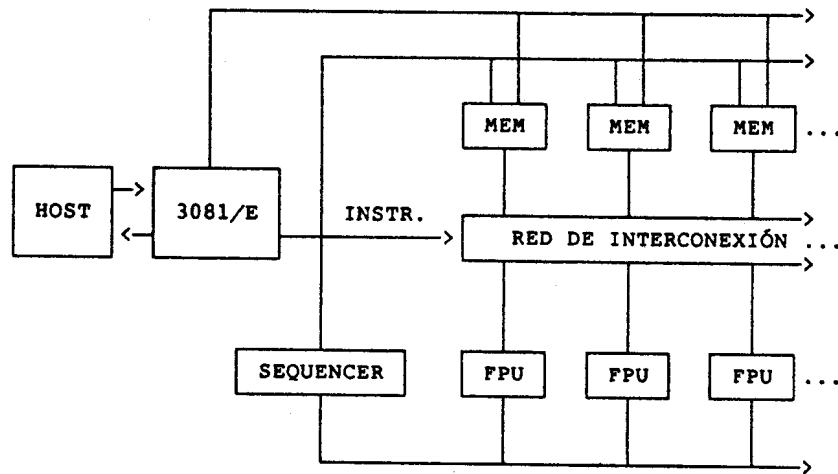 MEM MEM MEM ...
HOST 3081/E INSTR.
RED DE INTERCONEXIÓN ...
SEQUENCER FPU FPU FPU ...